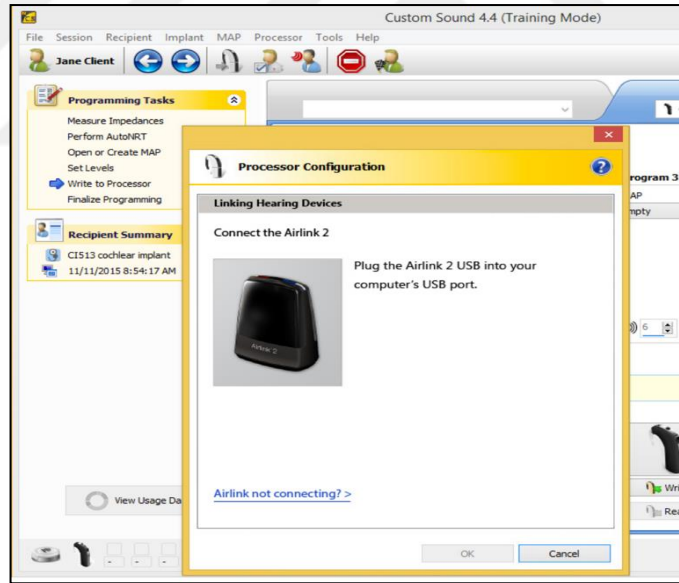 Custom Sound 4.4 (Training Mode)
File Session Recipient Implant MAP Processor Tools Help
Jane Client
Programming Tasks
Measure Impedances
Perform AutoNRT
Open or Create MAP
Set Levels
Write to Processor
Finalize Programming
Recipient Summary
CI513 cochlear implant
11/11/2015 8:54:17 AM
View Usage Da
Processor Configuration
Linking Hearing Devices
Connect the Airlink 2
Plug the Airlink 2 USB into your
computer's USB port.
Airlink 2
Airlink not connecting? >
OK Cancel
1
rogram 3
AP
mpty
6
Wri
Rea